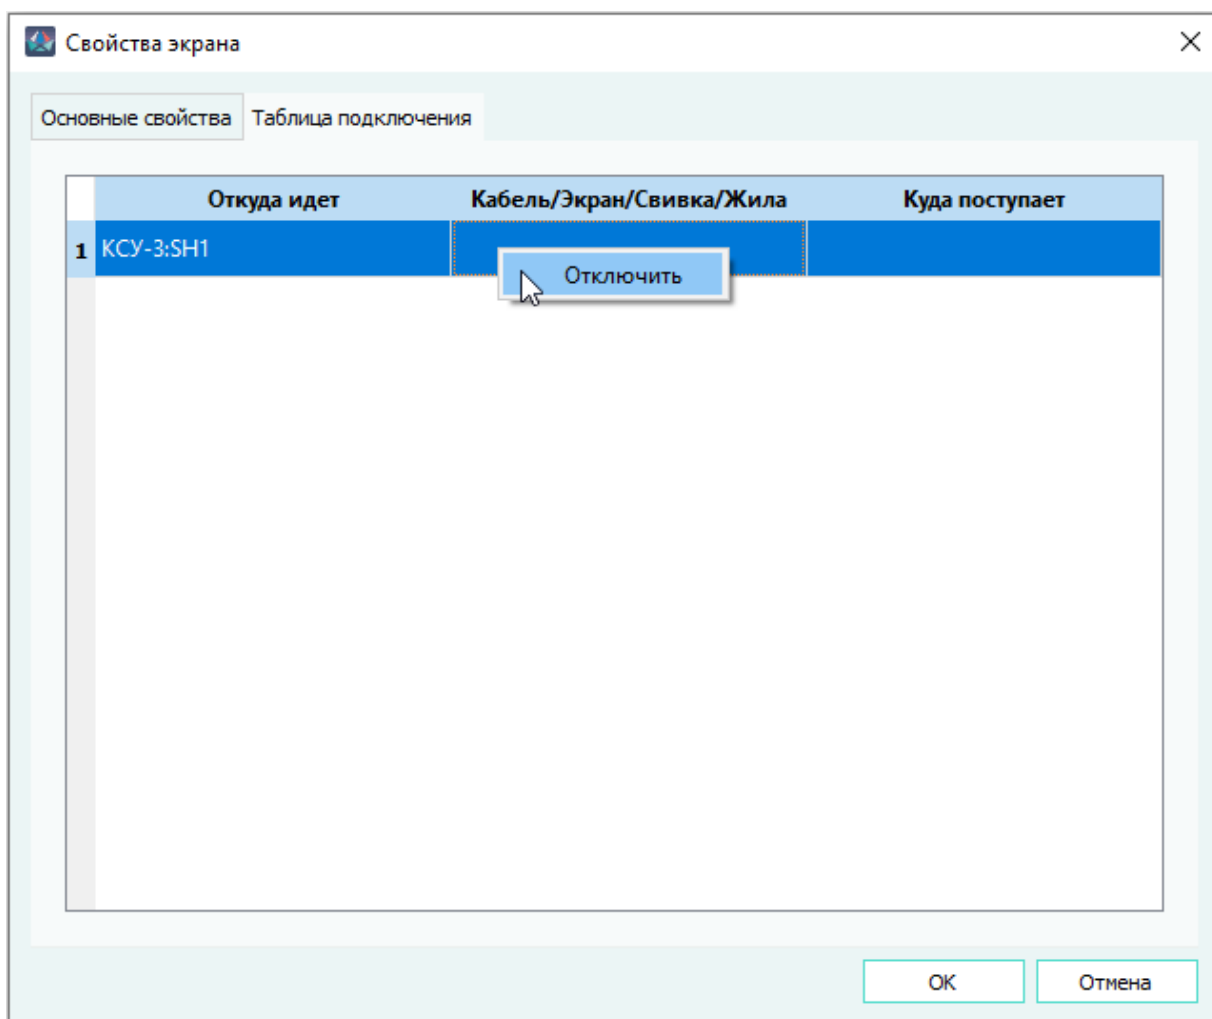 Свойства экрана
Основные свойства Таблица подключения
Откуда идет Кабель/Экран/Свивка/Жила Куда поступает
1 КСУ-3:SH1
Отключить
OK Отмена